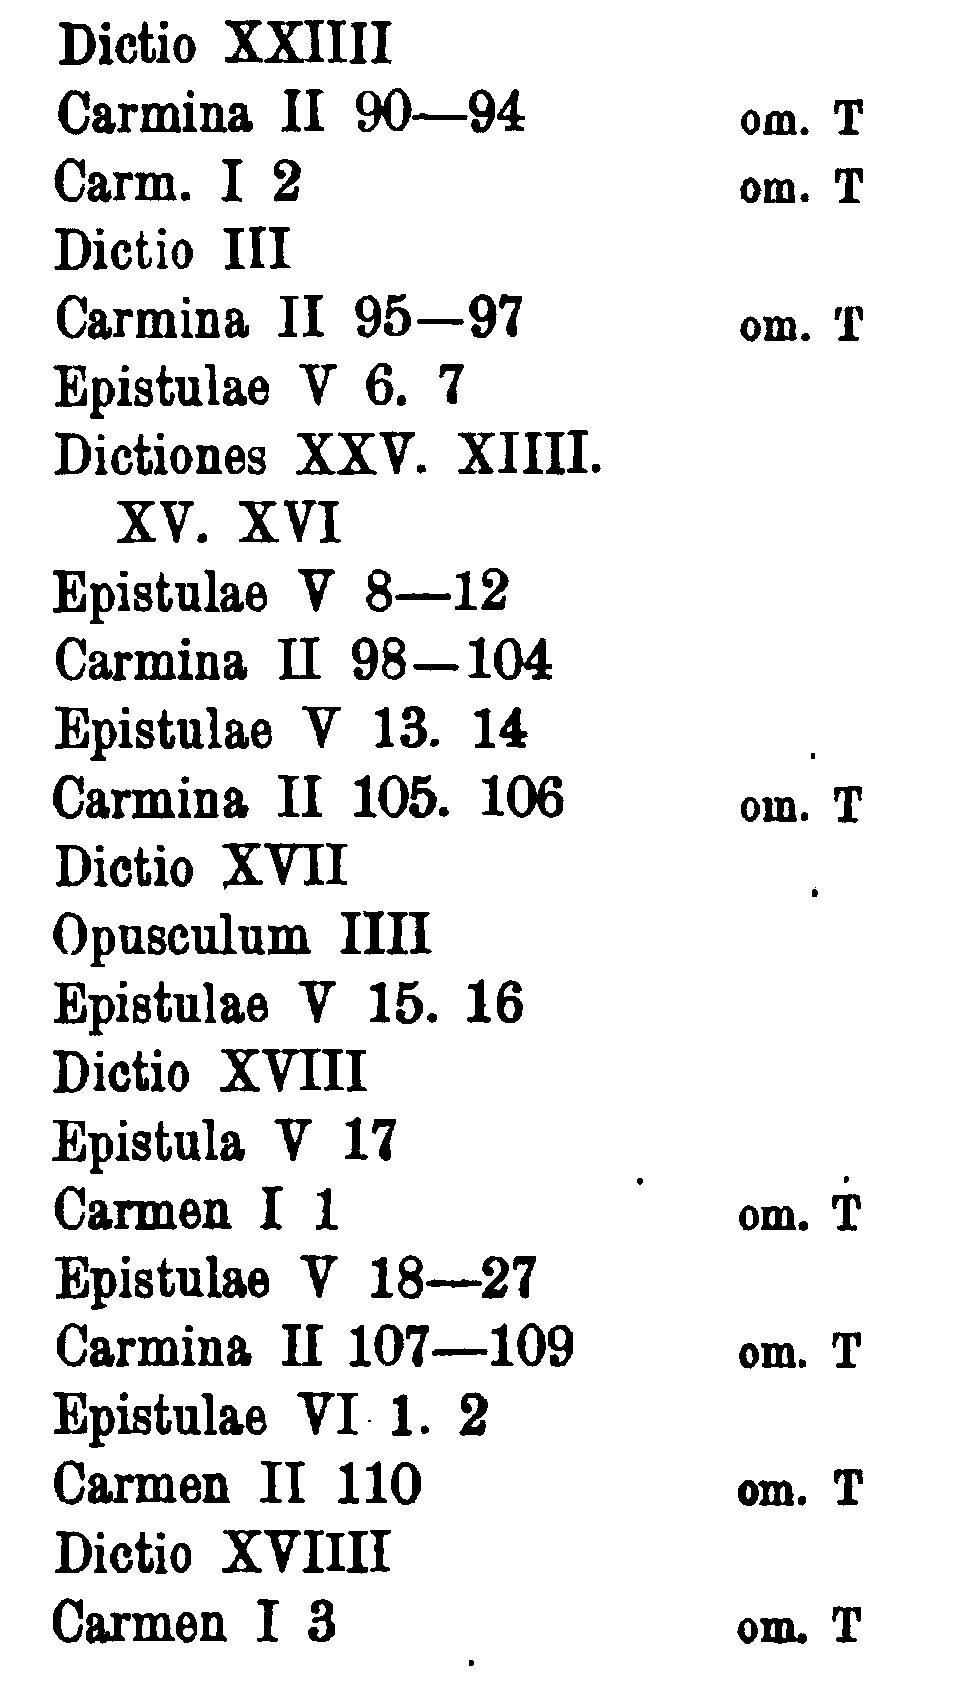 Dictio XXIIII
Carmina II 90—94 om. T
Carm. I 2 om. T
Dictio III
Carmina II 95—97 om. T
Epistulae V 6. 7
Dictiones XXV. XIIII.
XV. XVI
Epistulae V 8—12
Carmina II 98—104
Epistulae V 13. 14
Carmina II 105. 106 om. T
Dictio XVII
Opusculum IIII
Epistulae V 15. 16
Dictio XVIII
Epistula V 17
Carmen I 1 om. T
Epistulae V 18—27
Carmina II 107—109 om. T
Epistulae VI 1. 2
Carmen II 110 om. T
Dictio XVIIII
Carmen I 3 om. T